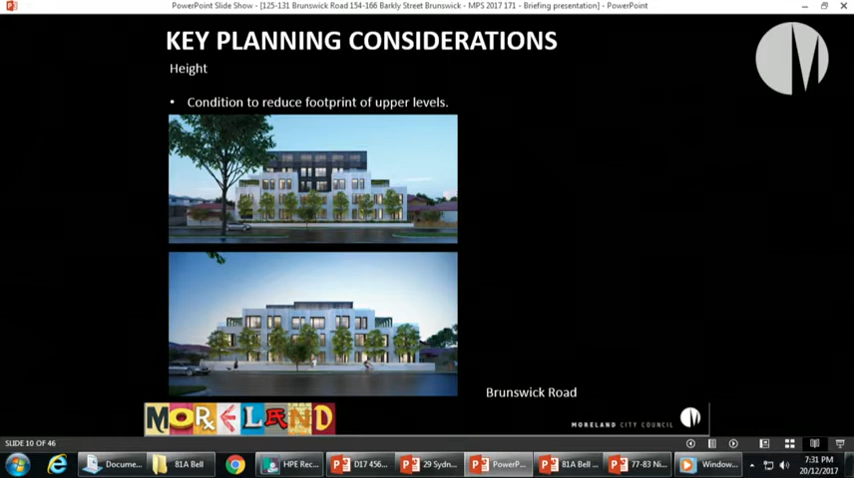 PowerPoint Slide Show - [125-131 Brunswick Road 154-166 Barkly Street Brunswick - MPS 2017 171 - Briefing presentation] - PowerPoint
KEY PLANNING CONSIDERATIONS
Height
• Condition to reduce footprint of upper levels.
Brunswick Road
MORELAND
MORELAND CITY COUNCIL
SLIDE 10 OF 46
Docume...
81A Bell
HPE Rec...
D17 456...
29 Sydn...
PowerP...
81A Bell ...
77-83 Ni...
Window...
7:31 PM
20/12/2017